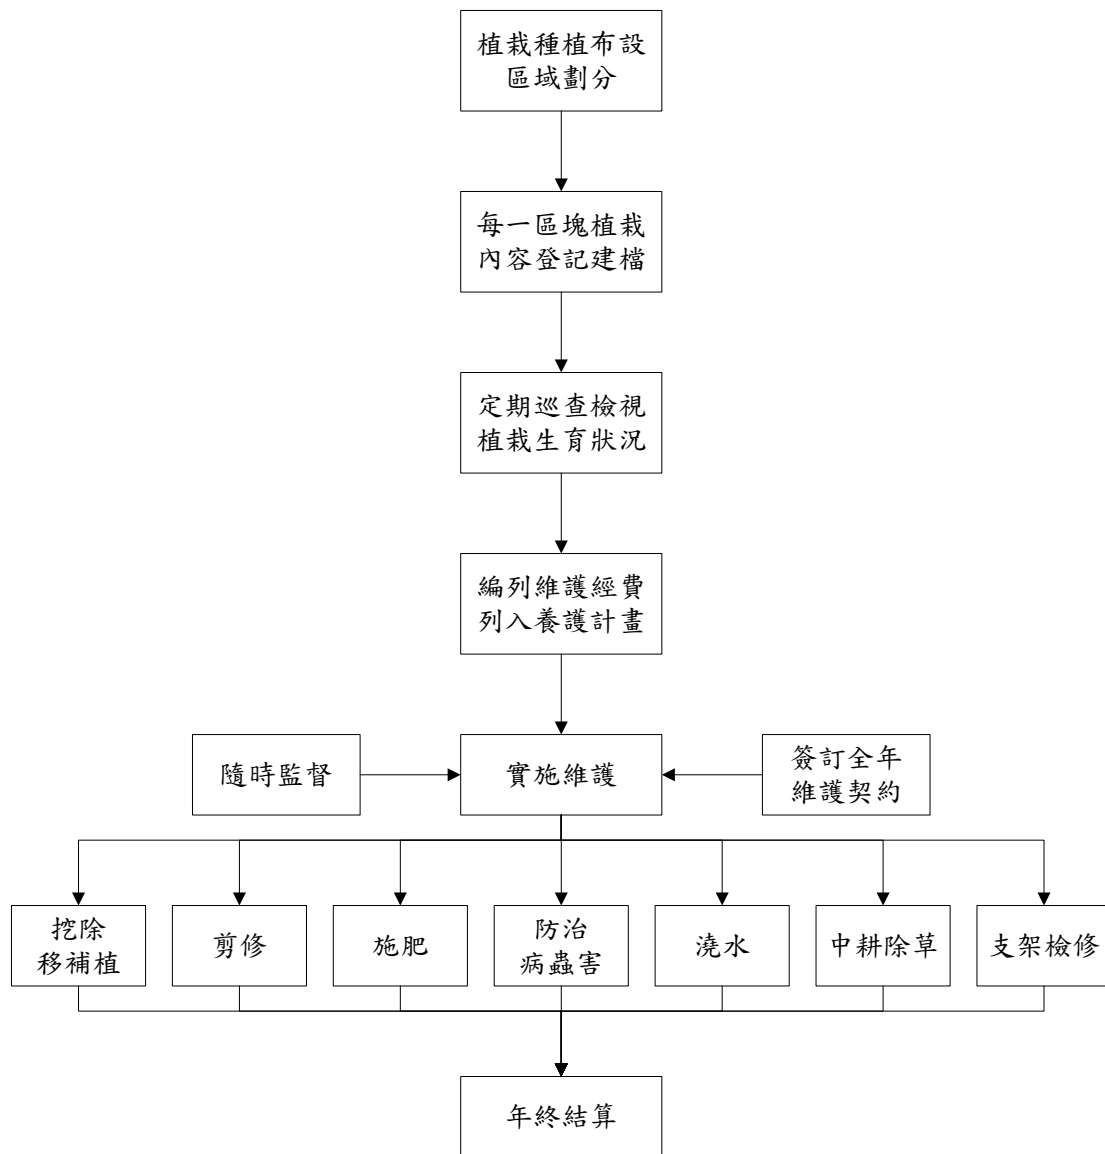 植栽種植布設
區域劃分
每一區塊植栽
內容登記建檔
定期巡查檢視
植栽生育狀況
編列維護經費
列入養護計畫
隨時監督
實施維護
簽訂全年
維護契約
挖除
移補植
剪修
施肥
防治
病蟲害
澆水
中耕除草
支架檢修
年終結算